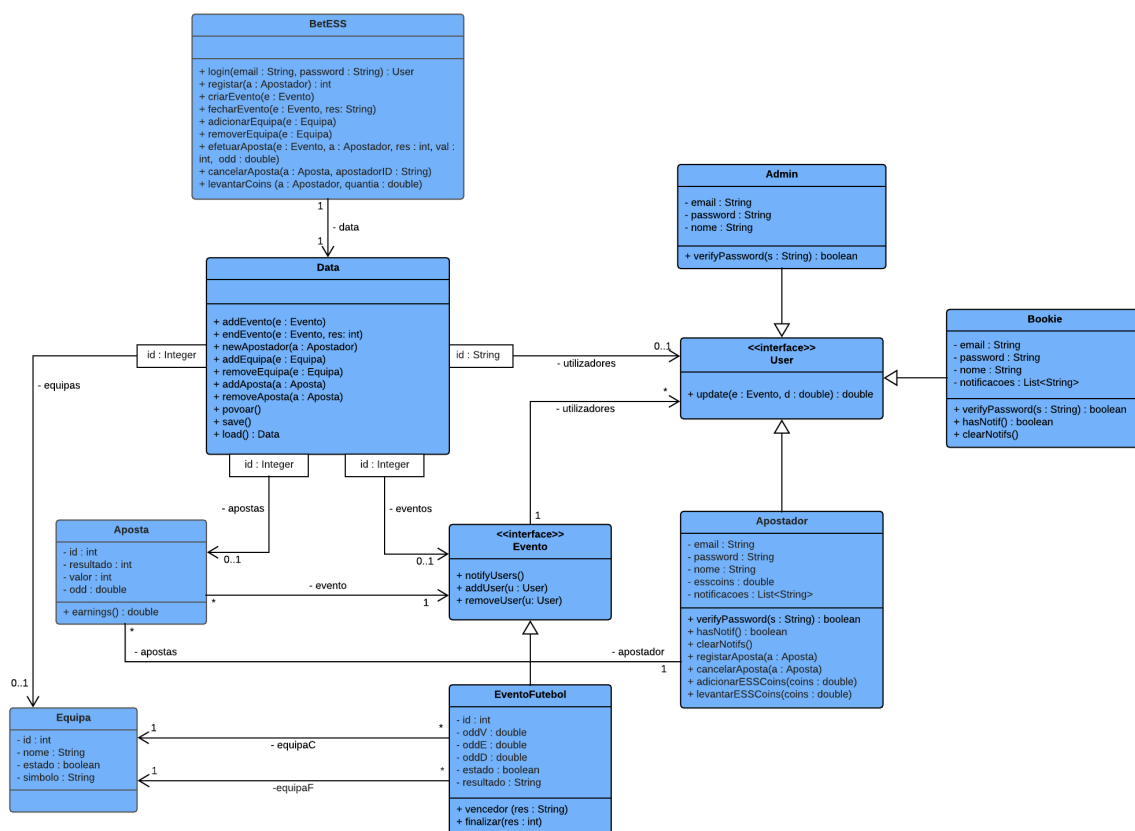 BetESS
+ login(email : String, password : String) : User
+ registar(a : Apostador) : int
+ criarEvento(e : Evento)
+ fecharEvento(e : Evento, res: String)
+ adicionarEquipa(e : Equipa)
+ removerEquipa(e : Equipa)
+ efetuarAposta(e : Evento, a : Apostador, res : int, val :
int,  odd : double)
+ cancelarAposta(a : Aposta, apostadorID : String)
+ levantarCoins (a : Apostador, quantia : double)
1
- data
1
Admin
- email : String
- password : String
- nome : String
+ verifyPassword(s : String) : boolean
Data
+ addEvento(e : Evento)
+ endEvento(e : Evento, res: int)
+ newApostador(a : Apostador)
+ addEquipa(e : Equipa)
+ removeEquipa(e : Equipa)
+ addAposta(a : Aposta)
+ removeAposta(a : Aposta)
+ povoar()
+ save()
+ load() : Data
id : Integer
id : String
id : Integer
id : Integer
- equipas
- utilizadores
0..1
<<interface>>
User
+ update(e : Evento, d : double) : double
Bookie
- email : String
- password : String
- nome : String
- notificacoes : List<String>
+ verifyPassword(s : String) : boolean
+ hasNotif() : boolean
+ clearNotifs()
*
- utilizadores
1
- apostas
0..1
- eventos
0..1
Aposta
- id : int
- resultado : int
- valor : int
- odd : double
+ earnings() : double
<<interface>>
Evento
+ notifyUsers()
+ addUser(u : User)
+ removeUser(u: User)
- evento
*
1
Apostador
- email : String
- password : String
- nome : String
- esscoins : double
- notificacoes : List<String>
+ verifyPassword(s : String) : boolean
+ hasNotif() : boolean
+ clearNotifs()
+ registarAposta(a : Aposta)
+ cancelarAposta(a : Aposta)
+ adicionarESSCoins(coins : double)
+ levantarESSCoins(coins : double)
*
- apostas
- apostador
1
0..1
Equipa
- id : int
- nome : String
- estado : boolean
- simbolo : String
1
*
- equipaC
1
*
-equipaF
EventoFutebol
- id : int
- oddV : double
- oddE : double
- oddD : double
- estado : boolean
- resultado : String
+ vencedor (res : String)
+ finalizar(res : int)